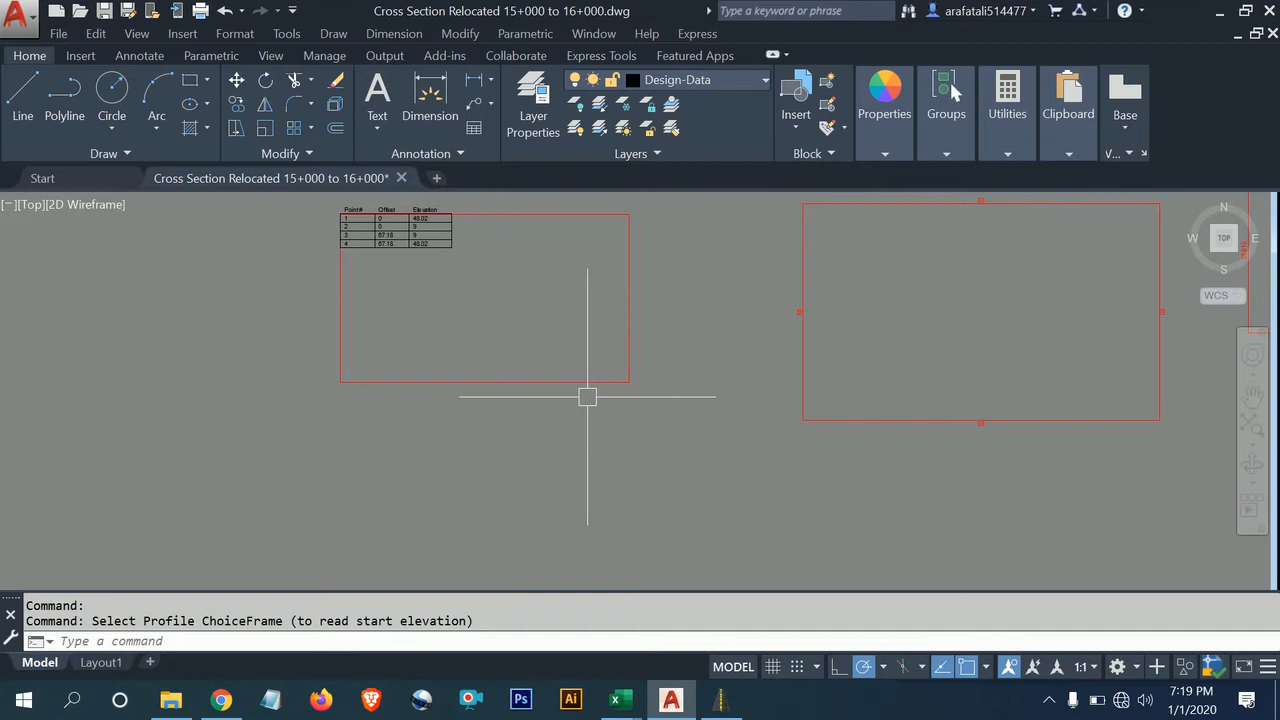 Cross Section Relocated 15+000 to 16+000.dwg
Type a keyword or phrase
arafatali514477
File Edit View Insert Format Tools Draw Dimension Modify Parametric Window Help Express
Home Insert Annotate Parametric View Manage Output Add-ins Collaborate Express Tools Featured Apps
Design-Data
Line Polyline Circle Arc Text Dimension Layer Properties Insert Properties Groups Utilities Clipboard Base
Draw Modify Annotation Layers Block V...
Start Cross Section Relocated 15+000 to 16+000*
[−][Top][2D Wireframe]
Point# Offset Elevation
1 0 48.02
2 0 9
3 67.18 9
4 67.18 48.02
N
W TOP E
S
WCS
Command:
Command: Select Profile ChoiceFrame (to read start elevation)
Type a command
Model Layout1
MODEL 1:1
Ps Ai
7:19 PM
1/1/2020